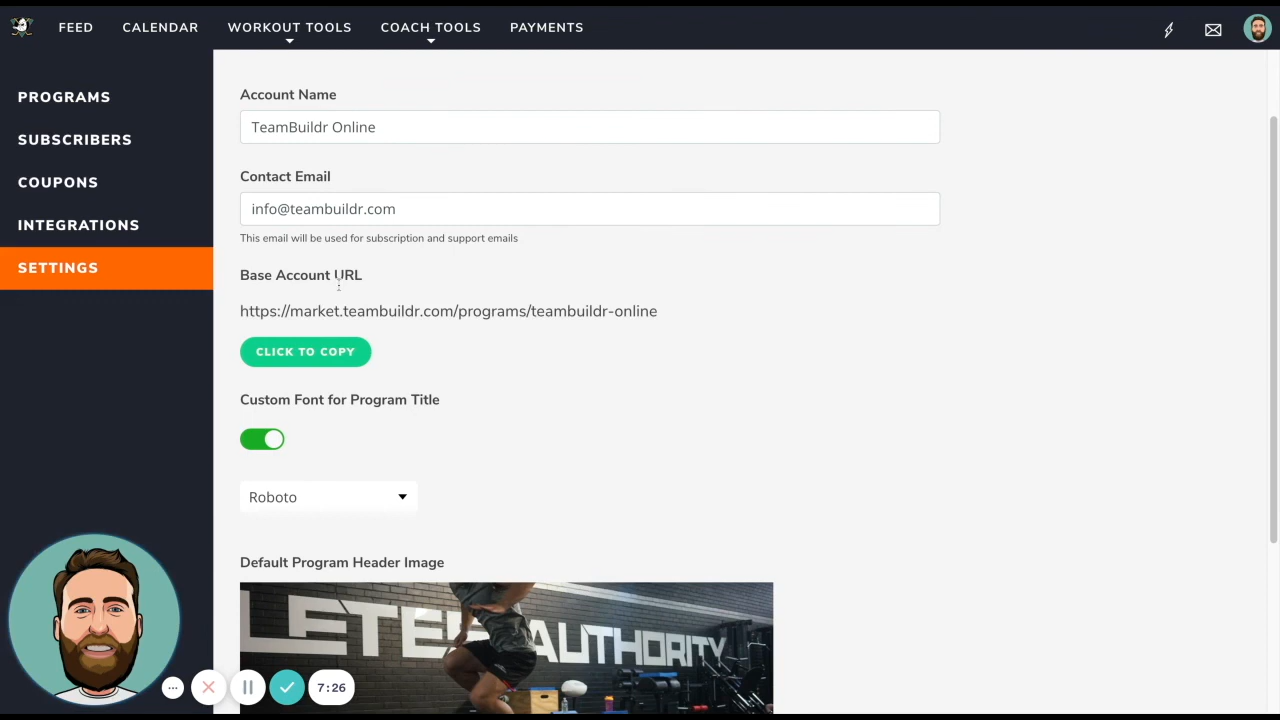 FEED CALENDAR WORKOUT TOOLS COACH TOOLS PAYMENTS
PROGRAMS
SUBSCRIBERS
COUPONS
INTEGRATIONS
SETTINGS
Account Name
TeamBuildr Online
Contact Email
info@teambuildr.com
This email will be used for subscription and support emails
Base Account URL
https://market.teambuildr.com/programs/teambuildr-online
CLICK TO COPY
Custom Font for Program Title
Roboto
Default Program Header Image
LETES AUTHORITY
7:26